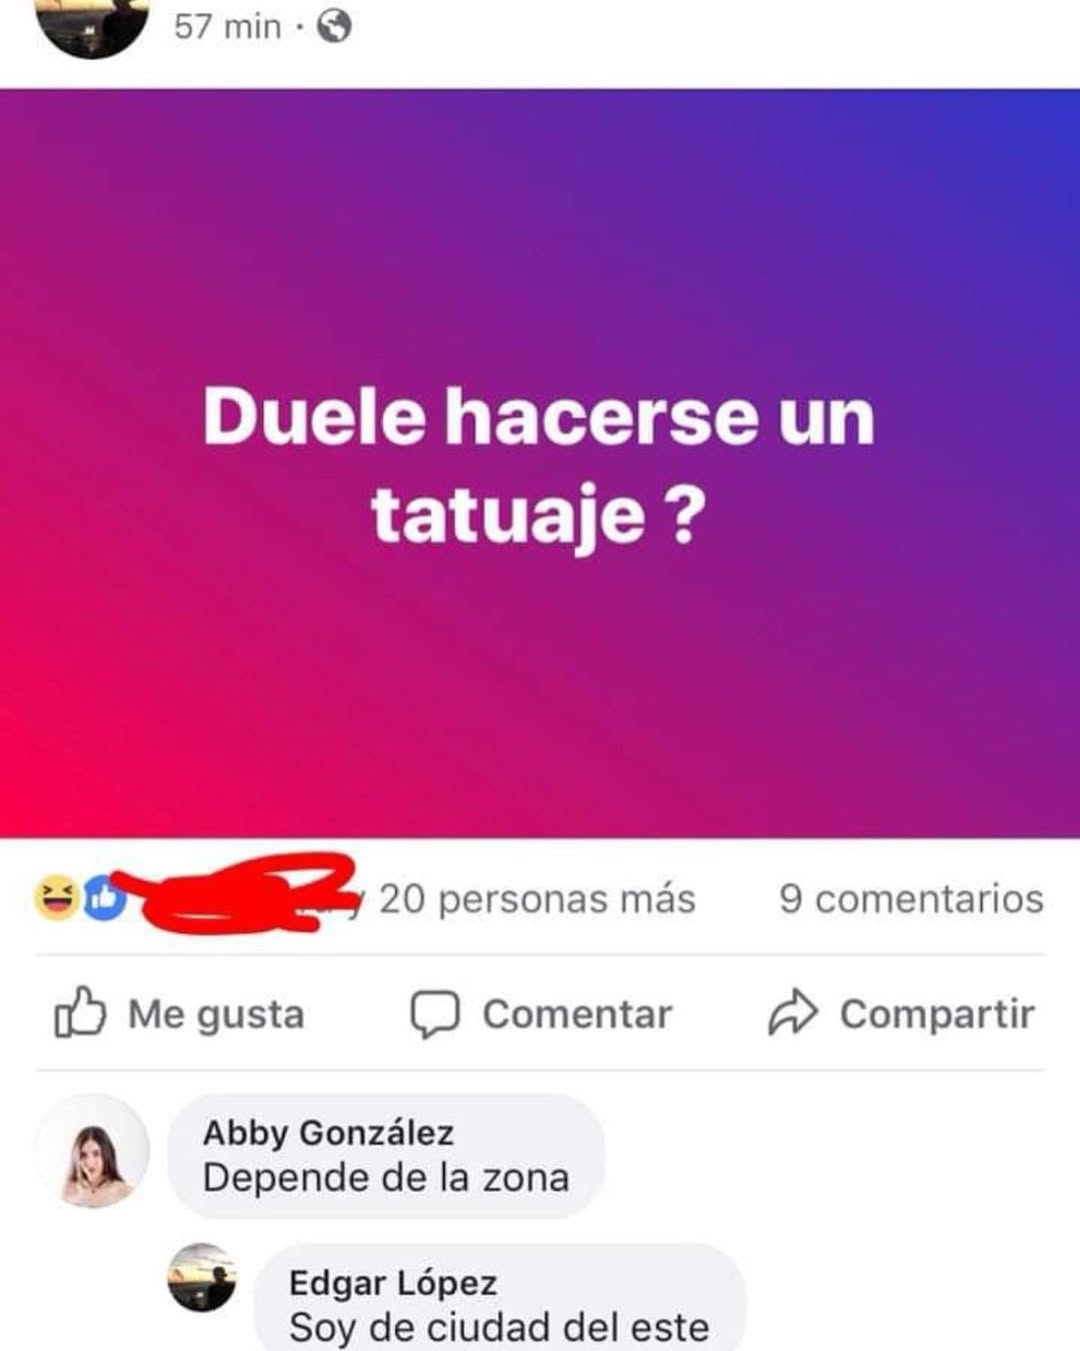 57 min ·
Duele hacerse un
tatuaje ?
y 20 personas más 9 comentarios
Me gusta Comentar Compartir
Abby González
Depende de la zona
Edgar López
Soy de ciudad del este